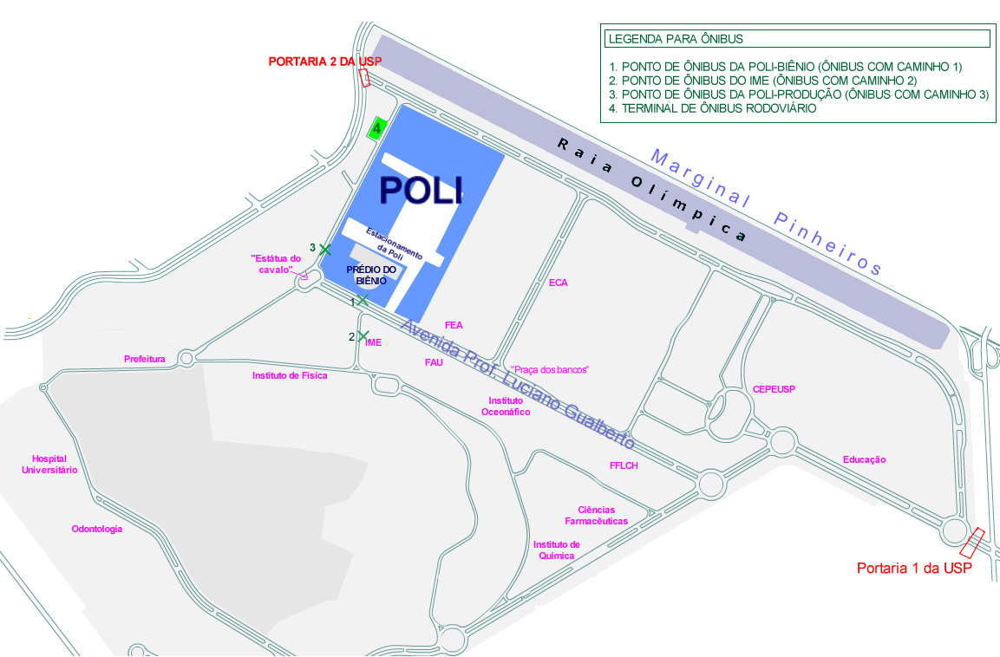 LEGENDA PARA ÔNIBUS
1. PONTO DE ÔNIBUS DA POLI-BIÊNIO (ÔNIBUS COM CAMINHO 1)
2. PONTO DE ÔNIBUS DO IME (ÔNIBUS COM CAMINHO 2)
3. PONTO DE ÔNIBUS DA POLI-PRODUÇÃO (ÔNIBUS COM CAMINHO 3)
4. TERMINAL DE ÔNIBUS RODOVIÁRIO
PORTARIA 2 DA USP
4
Raia Olímpica
Marginal Pinheiros
POLI
Estacionamento
da Poli
3
"Estátua do
cavalo"
PRÉDIO DO
BIÊNIO
1
ECA
2
IME
FEA
Avenida Prof. Luciano Gualberto
Prefeitura
FAU
"Praça dos bancos"
Instituto de Física
CEPEUSP
Instituto
Oceonáfico
Hospital
Universitário
FFLCH
Educação
Ciências
Farmacêuticas
Odontologia
Instituto de
Química
Portaria 1 da USP